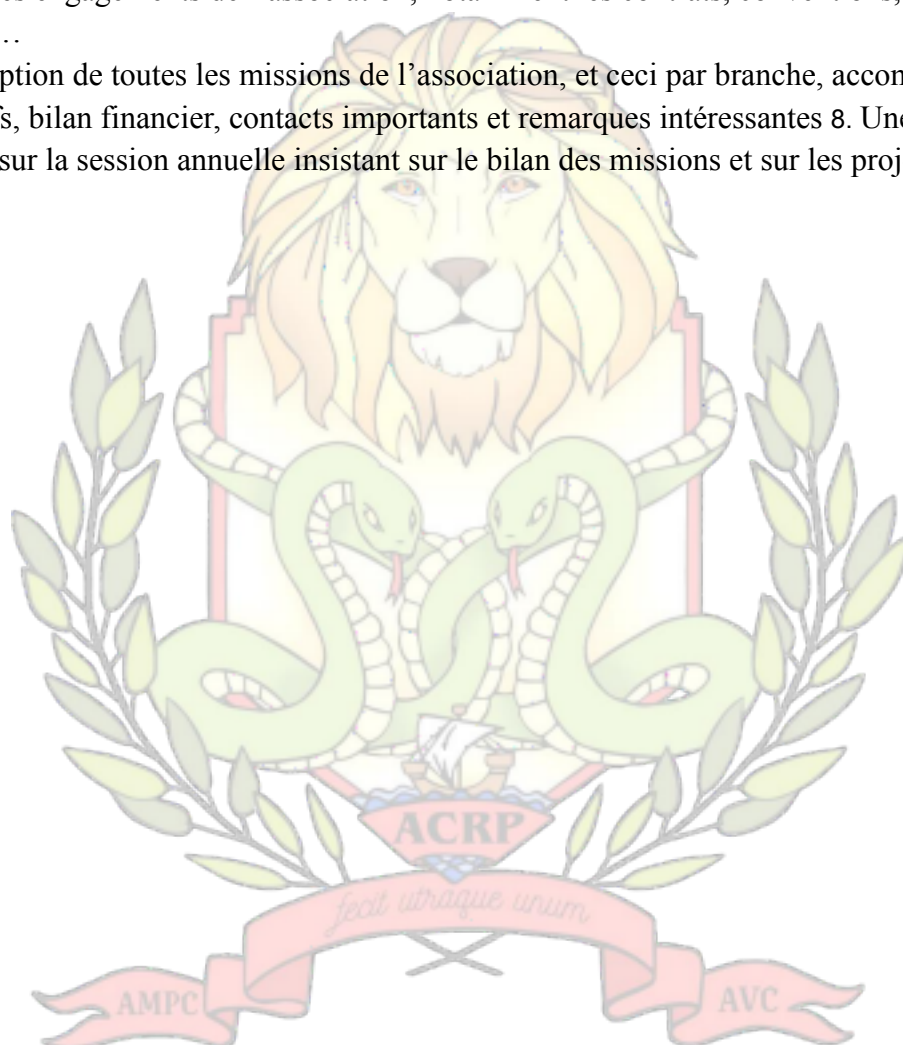 …
ption de toutes les missions de l'association, et ceci par branche, accom
s, bilan financier, contacts importants et remarques intéressantes 8. Une
sur la session annuelle insistant sur le bilan des missions et sur les proj
ACRP
fecit utraque unum
AMPC
AVC